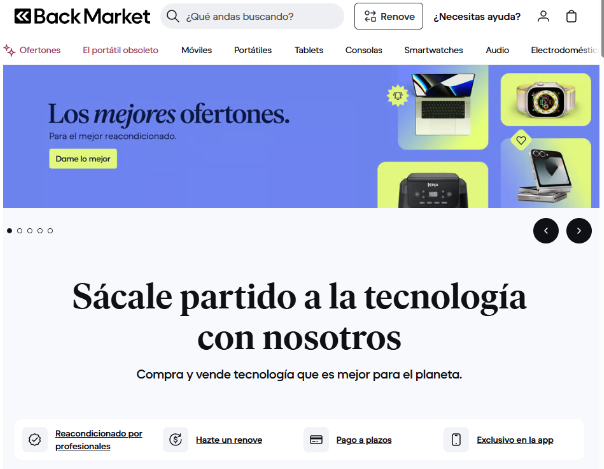 Back Market
¿Qué andas buscando?
Renove
¿Necesitas ayuda?
Ofertones
El portátil obsoleto
Móviles
Portátiles
Tablets
Consolas
Smartwatches
Audio
Electrodoméstic
Los mejores ofertones.
Para el mejor reacondicionado.
Dame lo mejor
NINJA
Sácale partido a la tecnología
con nosotros
Compra y vende tecnología que es mejor para el planeta.
Reacondicionado por
profesionales
Hazte un renove
Pago a plazos
Exclusivo en la app